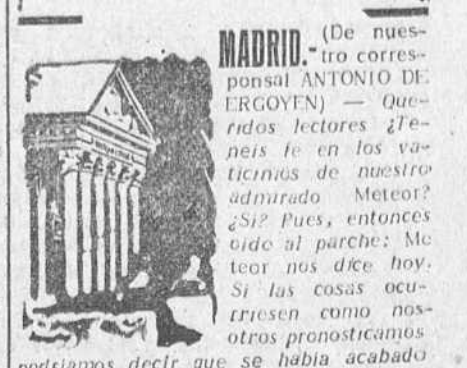 MADRID.- (De nues-
tro corres-
ponsal ANTONIO DE
ERGOYEN) — Que-
ridos lectores ¿Te-
neis fe en los va-
ticinios de nuestro
admirado Meteor?
¿Si? Pues, entonces
oido al parche: Me
teor nos dice hoy.
Si las cosas ocu-
rriesen como nos-
otros pronosticamos
podriamos decir que se habia acabado